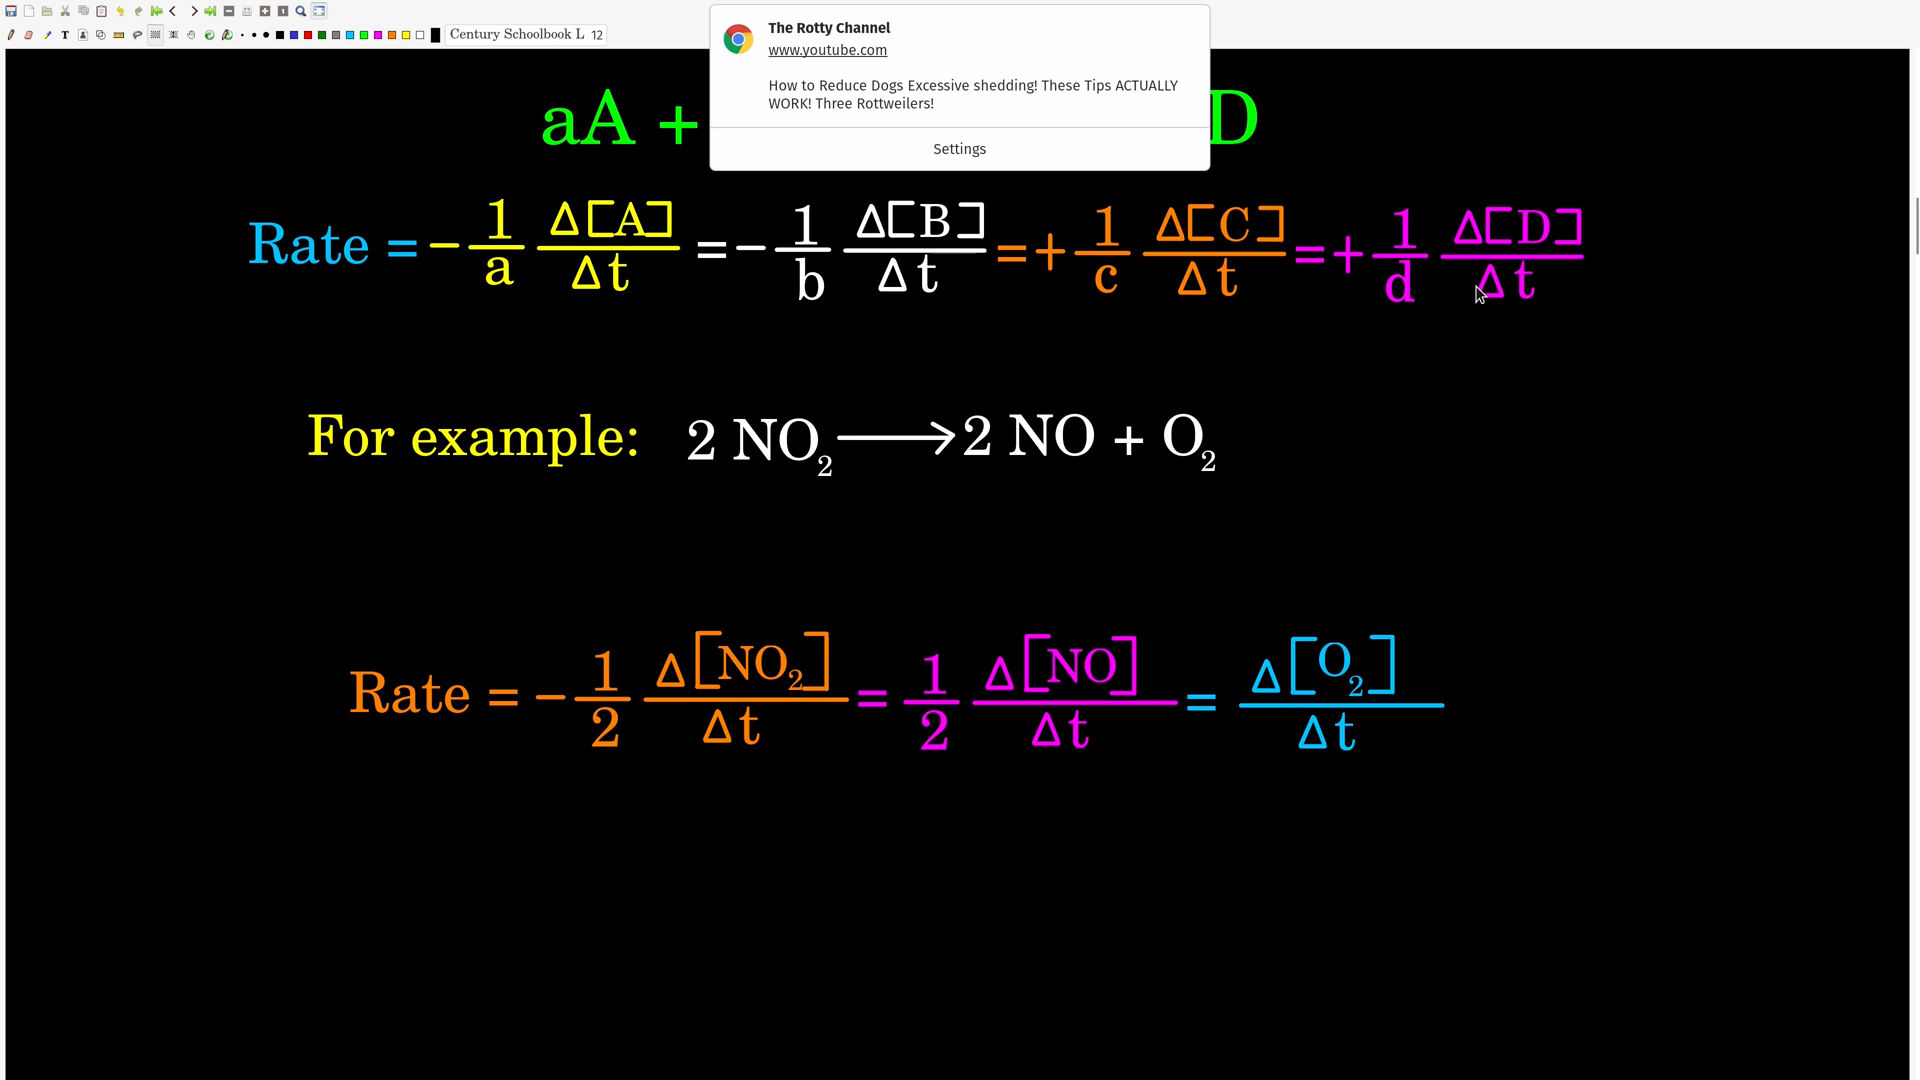 Century Schoolbook L 12
The Rotty Channel
www.youtube.com
How to Reduce Dogs Excessive shedding! These Tips ACTUALLY
WORK! Three Rottweilers!
Settings
aA + D
Rate = - 1/a Δ[A]/Δt = - 1/b Δ[B]/Δt = + 1/c Δ[C]/Δt = + 1/d Δ[D]/Δt
For example: 2 NO₂ ⟶ 2 NO + O₂
Rate = - 1/2 Δ[NO₂]/Δt = 1/2 Δ[NO]/Δt = Δ[O₂]/Δt